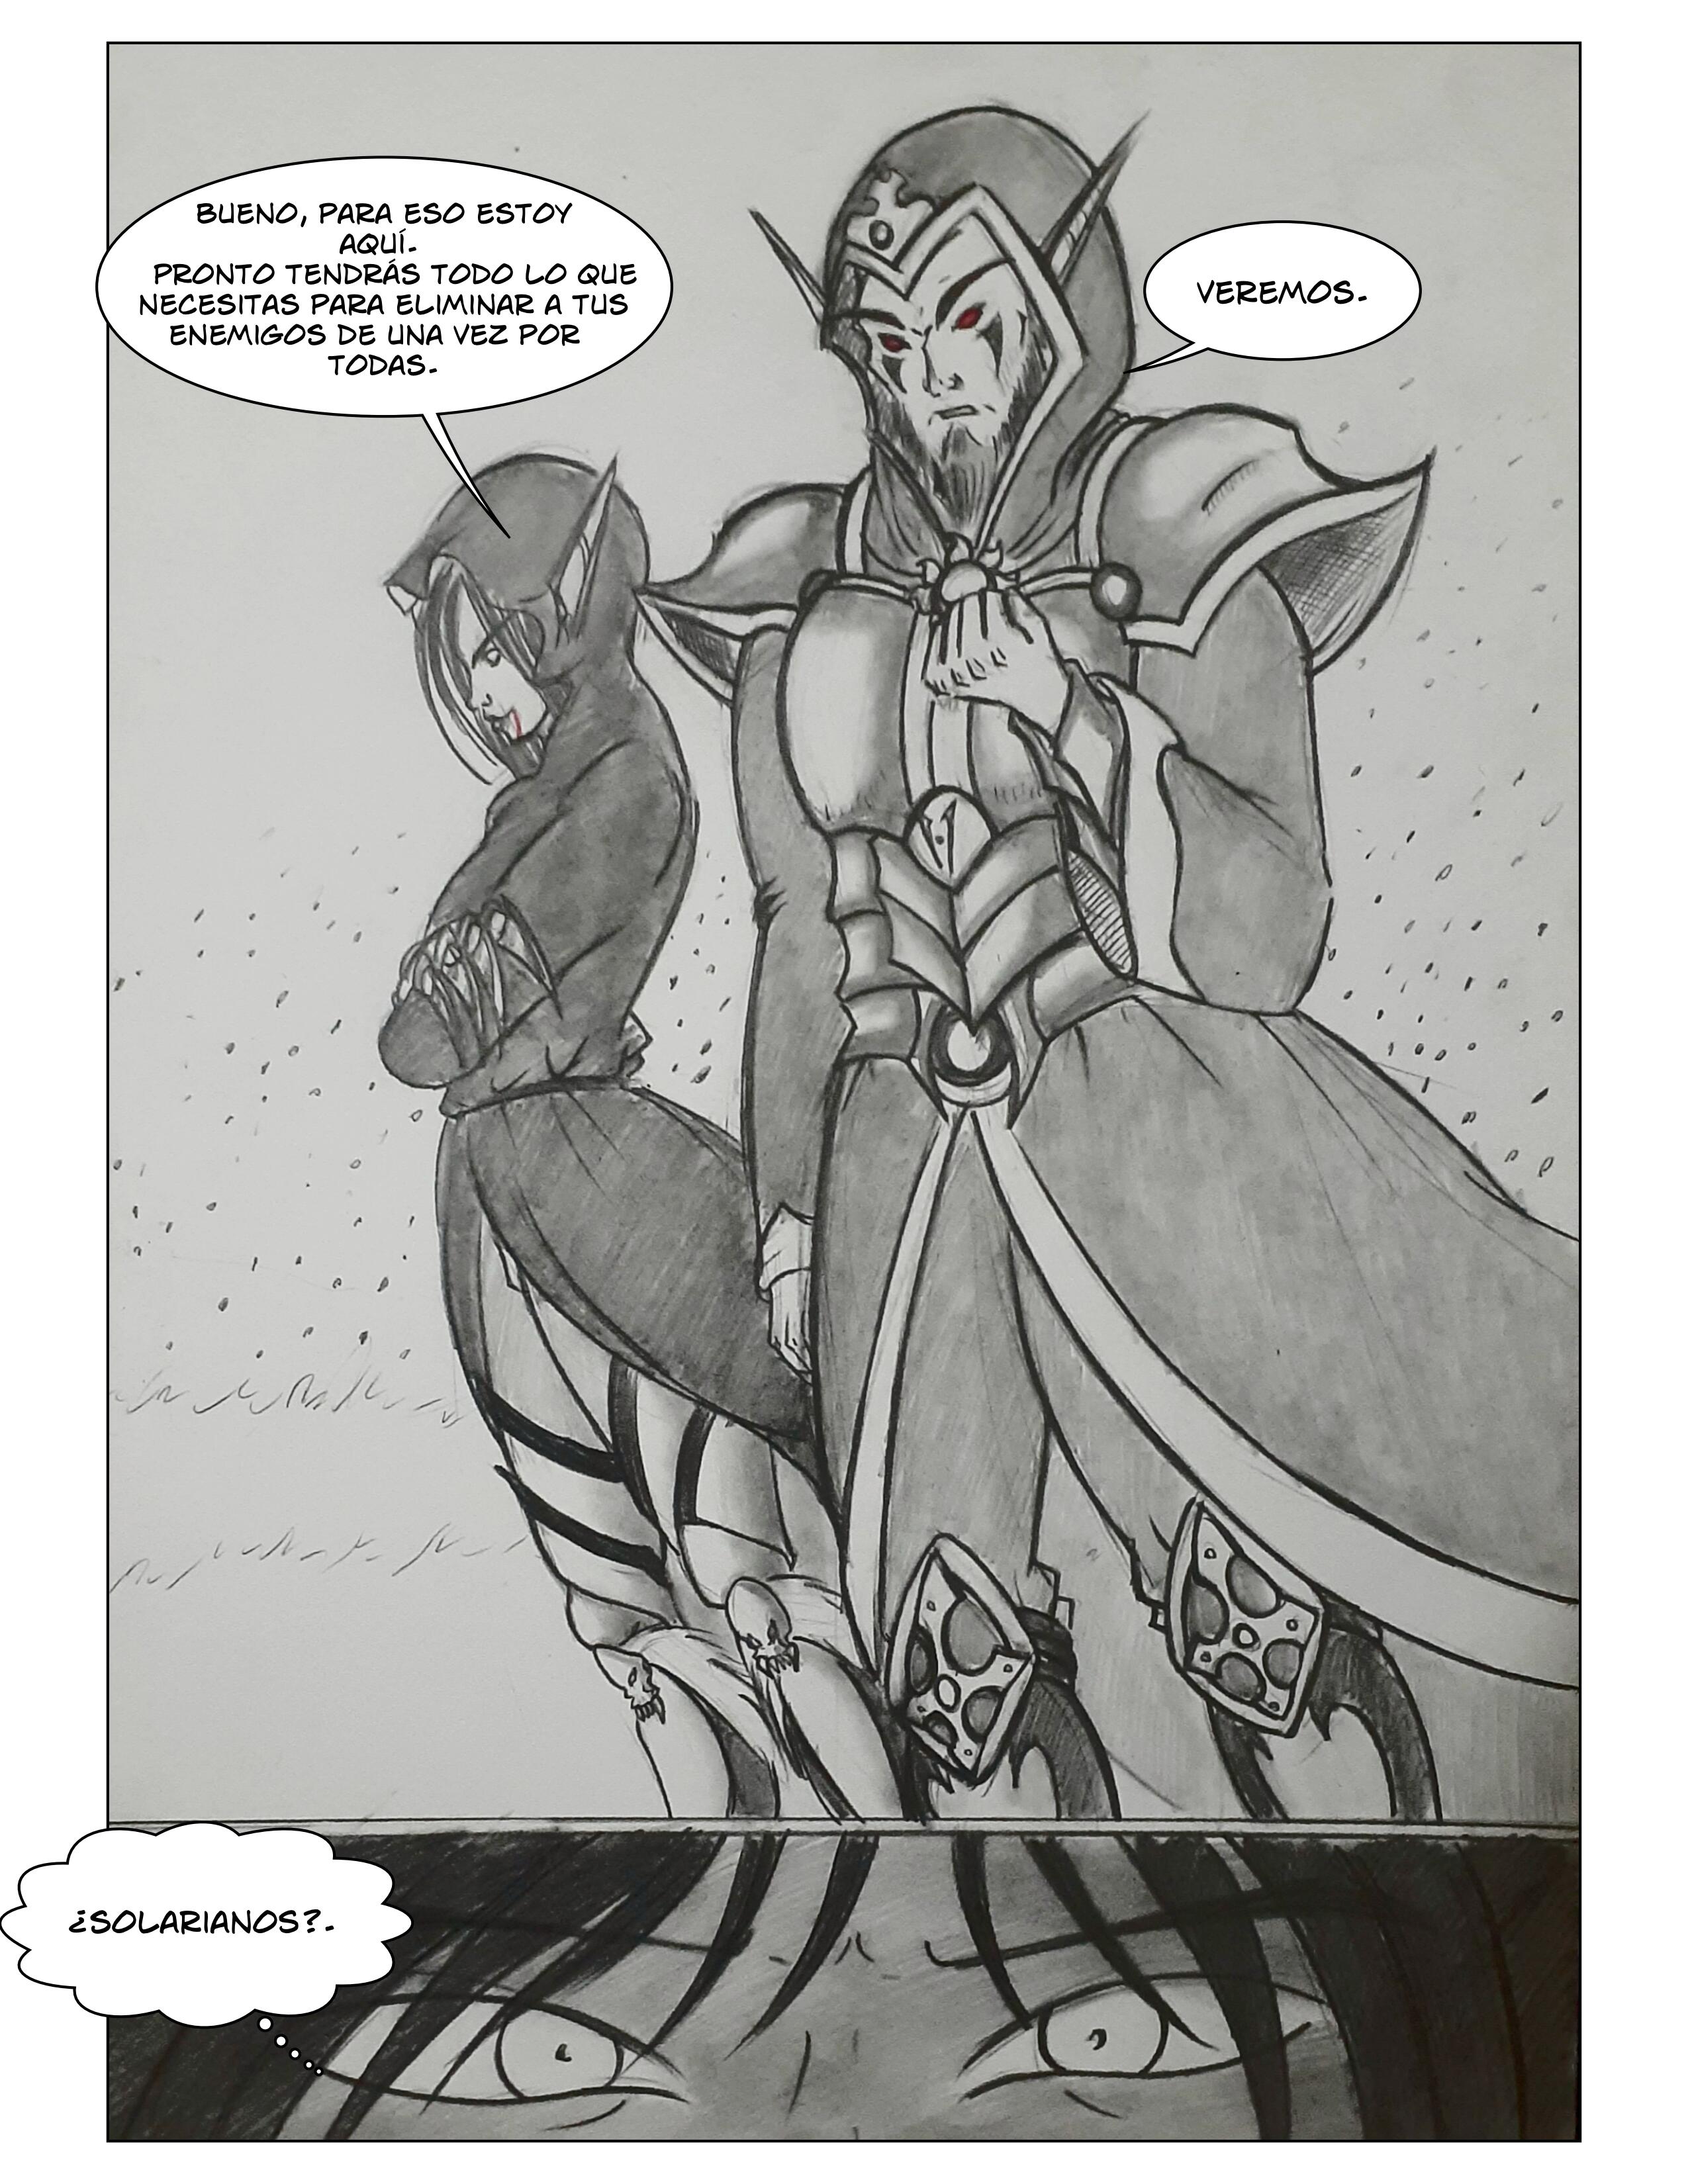 BUENO, PARA ESO ESTOY
AQUÍ.
PRONTO TENDRÁS TODO LO QUE
NECESITAS PARA ELIMINAR A TUS
ENEMIGOS DE UNA VEZ POR
TODAS.
VEREMOS.
¿SOLARIANOS?.